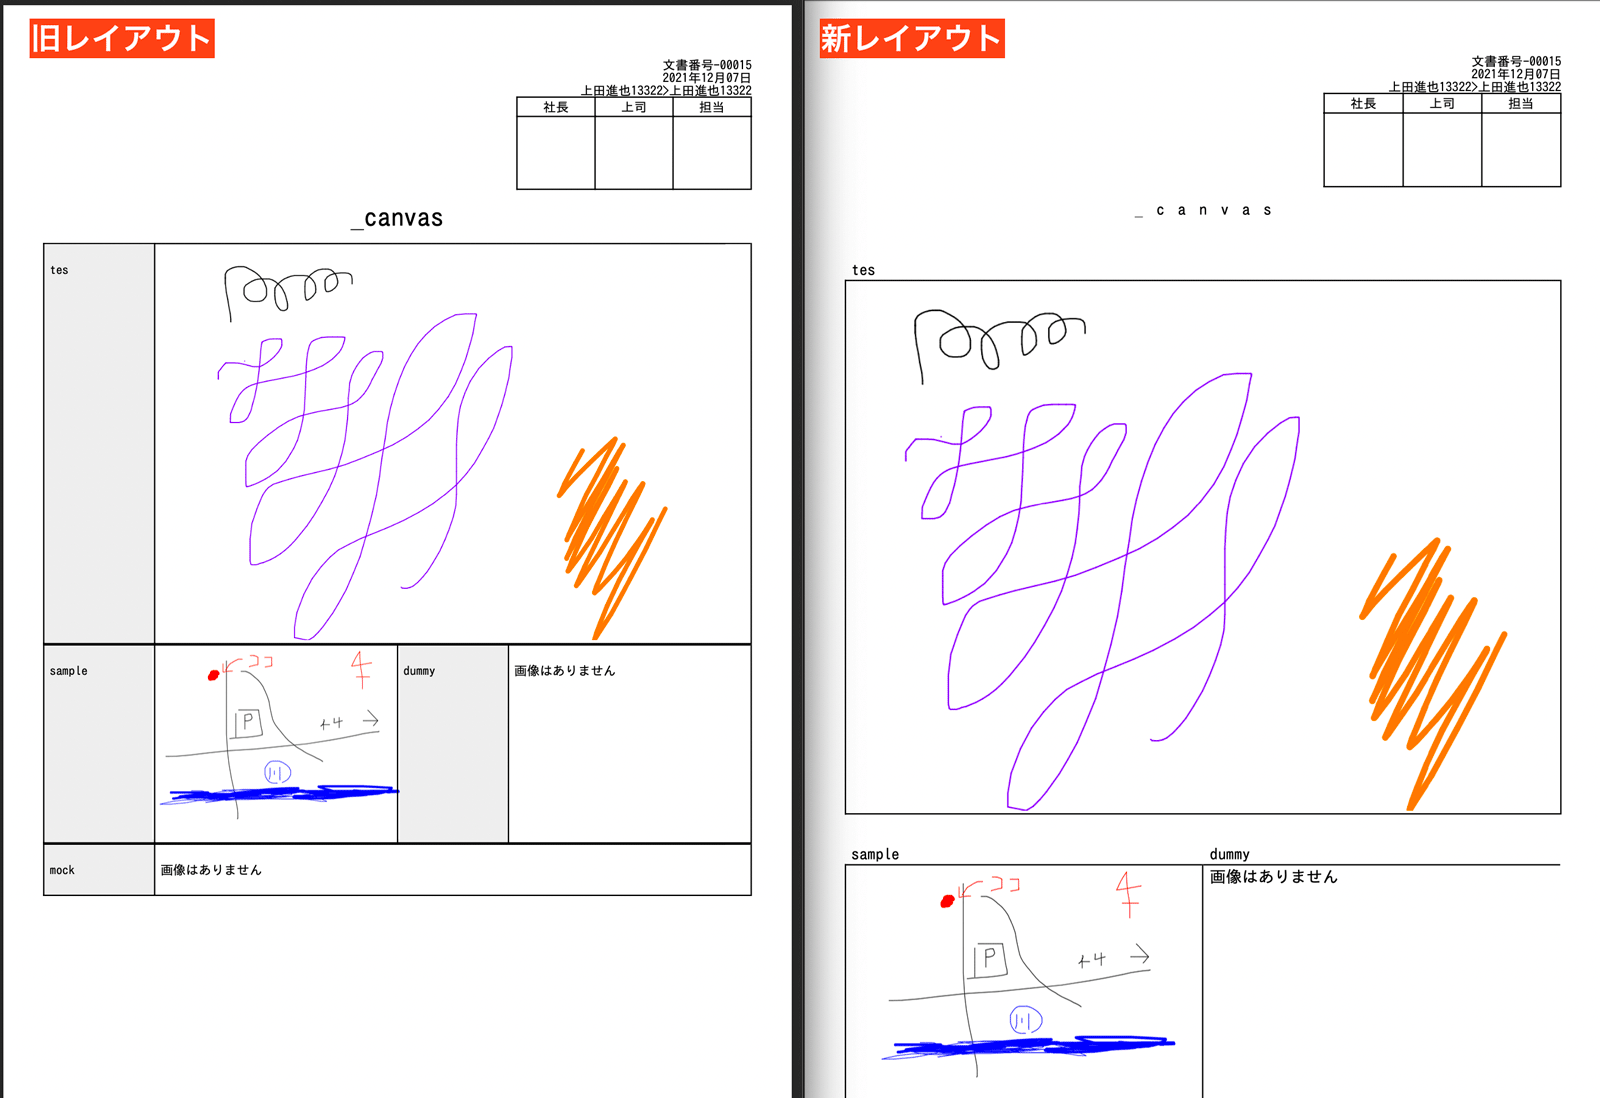 旧レイアウト
文書番号-00015
2021年12月07日
上田進也13322>上田進也13322
社長 上司 担当
_canvas
tes
sample
ココ
P
川
dummy
画像はありません
mock
画像はありません
新レイアウト
文書番号-00015
2021年12月07日
上田進也13322>上田進也13322
社長 上司 担当
_ c a n v a s
tes
sample
ココ
P
川
dummy
画像はありません